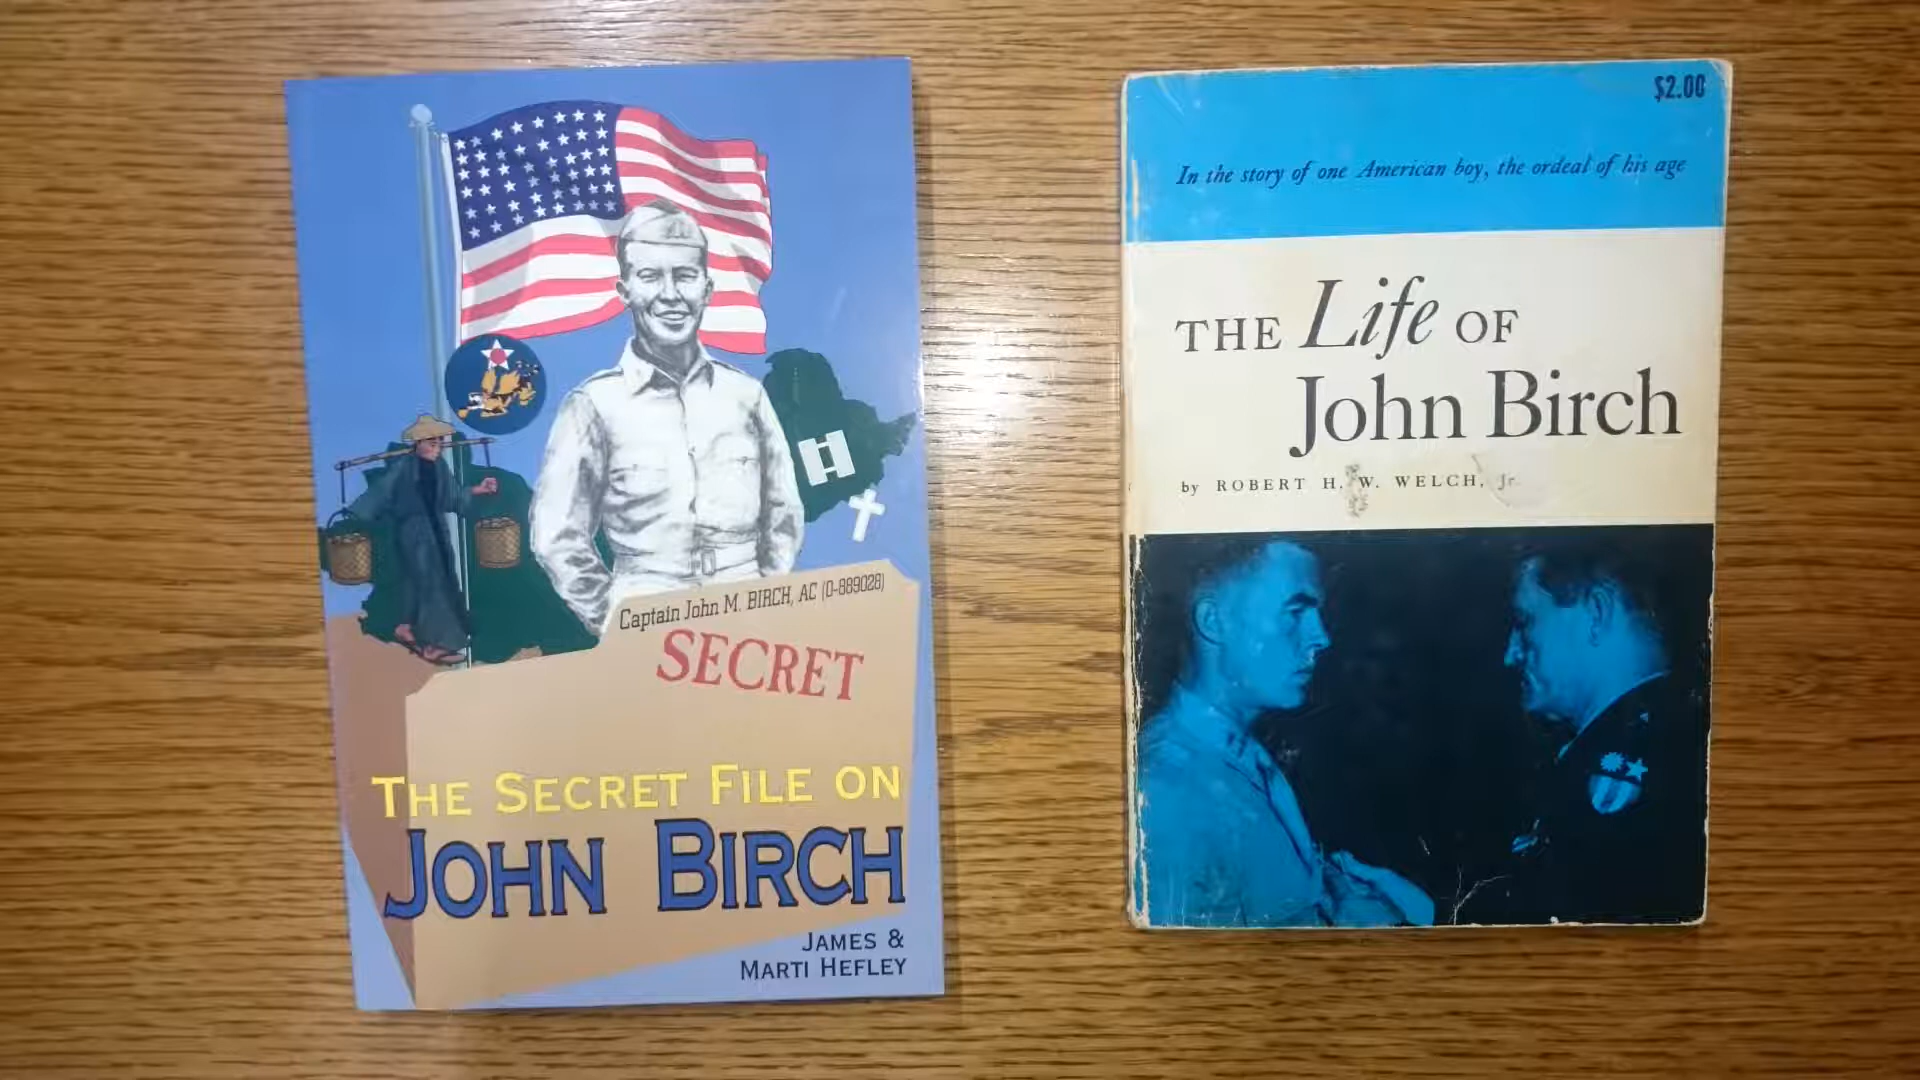 Captain John M. BIRCH, AC (0-889028)
SECRET
THE SECRET FILE ON
JOHN BIRCH
JAMES &
MARTI HEFLEY
$2.00
In the story of one American boy, the ordeal of his age
THE Life OF
John Birch
by ROBERT H. W. WELCH, Jr.